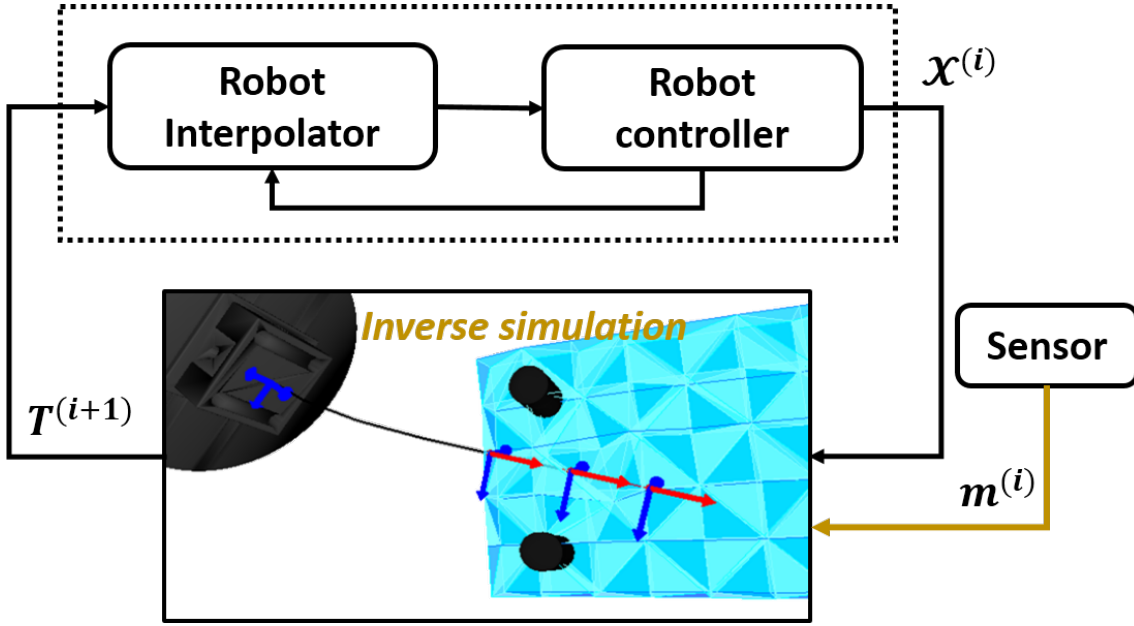 Robot
Interpolator
Robot
controller
𝒳⁽ⁱ⁾
Inverse simulation
Sensor
T⁽ⁱ⁺¹⁾
m⁽ⁱ⁾